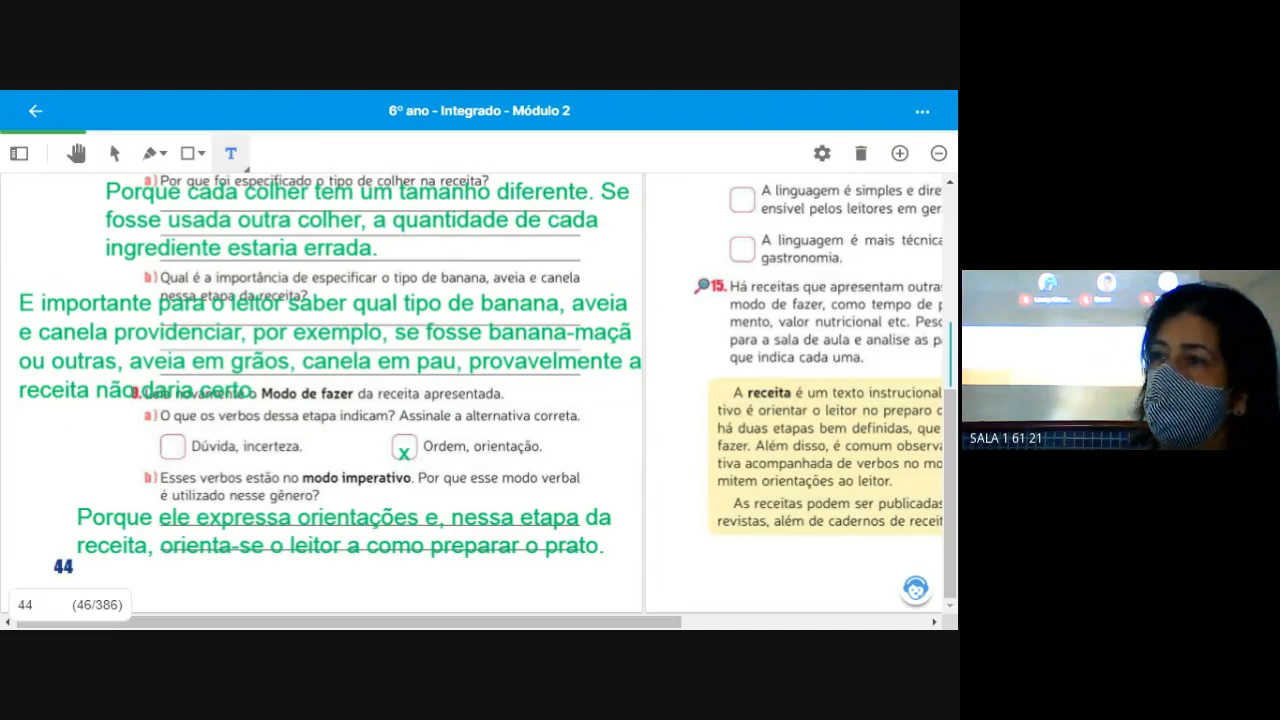 6º ano - Integrado - Módulo 2
a) Por que foi especificado o tipo de colher na receita?
Porque cada colher tem um tamanho diferente. Se
fosse usada outra colher, a quantidade de cada
ingrediente estaria errada.
b) Qual é a importância de especificar o tipo de banana, aveia e canela
nessa etapa da receita?
E importante para o leitor saber qual tipo de banana, aveia
e canela providenciar, por exemplo, se fosse banana-maçã
ou outras, aveia em grãos, canela em pau, provavelmente a
receita não daria certo.
9. Leia novamente o Modo de fazer da receita apresentada.
a) O que os verbos dessa etapa indicam? Assinale a alternativa correta.
Dúvida, incerteza.
x Ordem, orientação.
b) Esses verbos estão no modo imperativo. Por que esse modo verbal
é utilizado nesse gênero?
Porque ele expressa orientações e, nessa etapa da
receita, orienta-se o leitor a como preparar o prato.
44
44 (46/386)
A linguagem é simples e dire
ensível pelos leitores em ger
A linguagem é mais técnica
gastronomia.
15. Há receitas que apresentam outra
modo de fazer, como tempo de p
mento, valor nutricional etc. Pesc
para a sala de aula e analise as p
que indica cada uma.
A receita é um texto instrucional
tivo é orientar o leitor no preparo d
há duas etapas bem definidas, que
fazer. Além disso, é comum observa
tiva acompanhada de verbos no mo
mitem orientações ao leitor.
As receitas podem ser publicadas
revistas, além de cadernos de receit
SALA 1 61 21